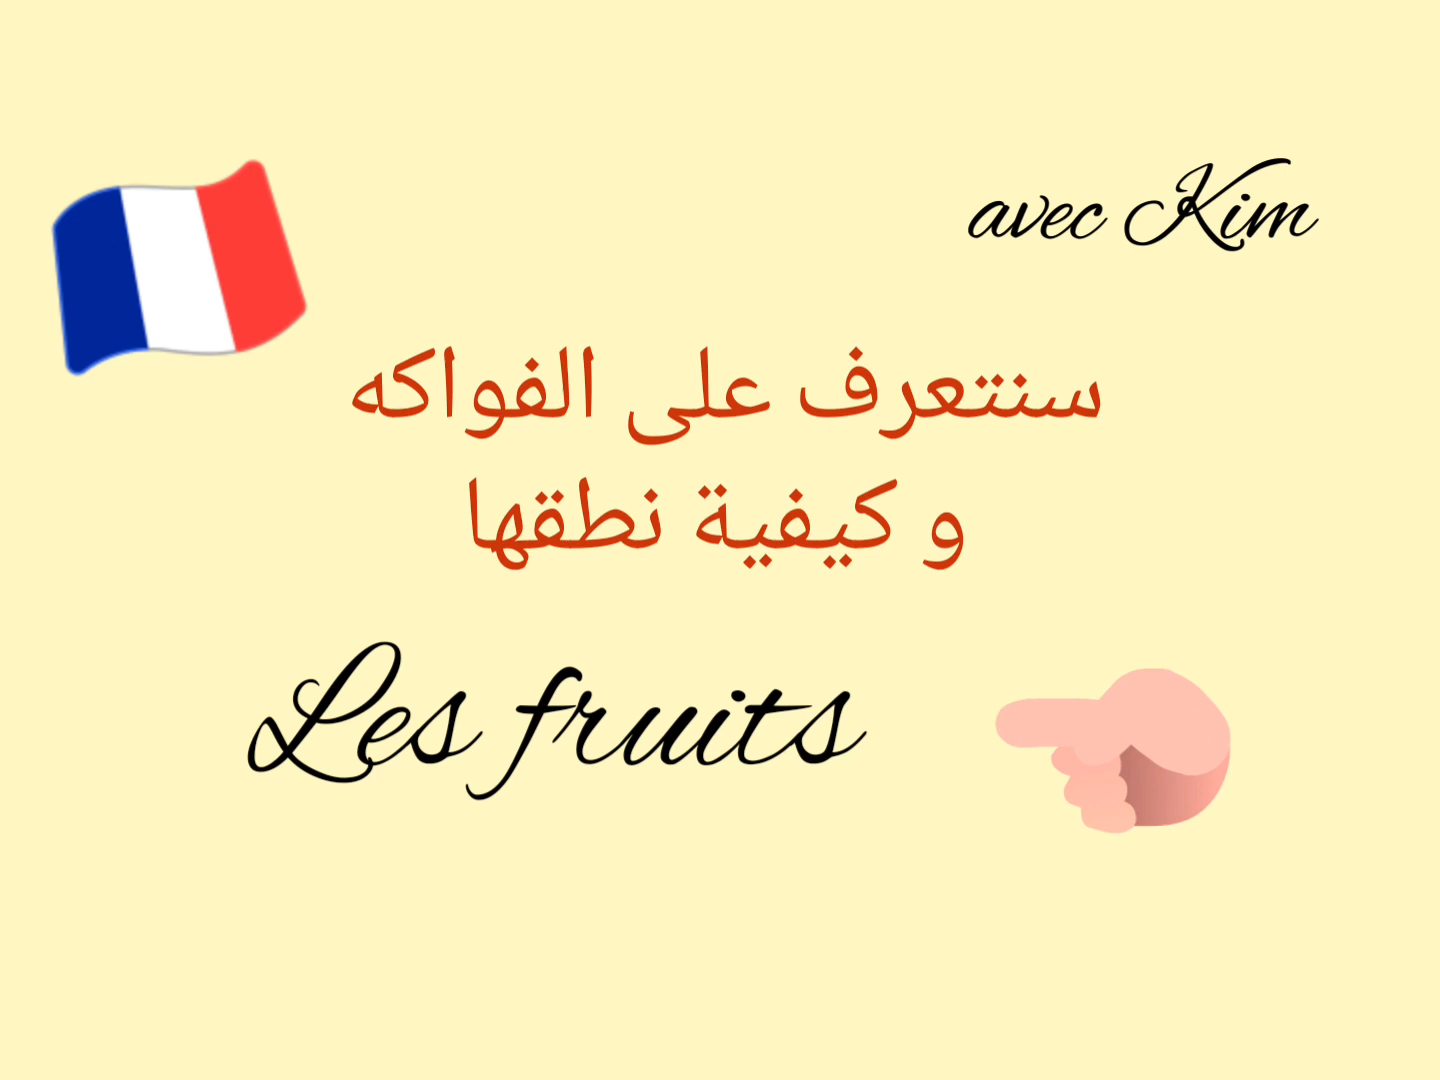 avec Kim
سنتعرف على الفواكه
و كيفية نطقها
Les fruits